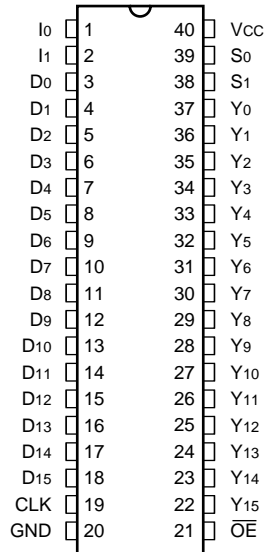 I0 1 40 VCC
I1 2 39 S0
D0 3 38 S1
D1 4 37 Y0
D2 5 36 Y1
D3 6 35 Y2
D4 7 34 Y3
D5 8 33 Y4
D6 9 32 Y5
D7 10 31 Y6
D8 11 30 Y7
D9 12 29 Y8
D10 13 28 Y9
D11 14 27 Y10
D12 15 26 Y11
D13 16 25 Y12
D14 17 24 Y13
D15 18 23 Y14
CLK 19 22 Y15
GND 20 21 O̅E̅